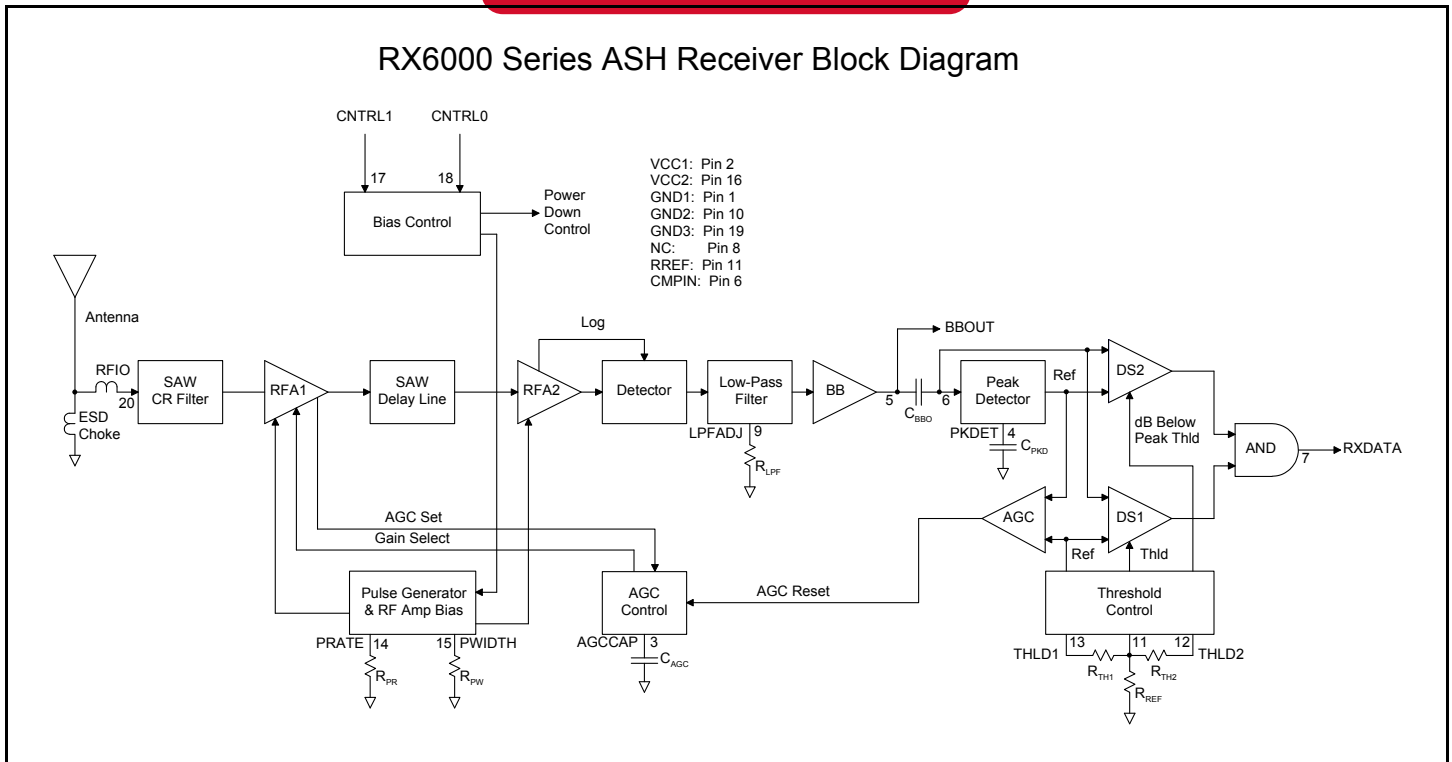 RX6000 Series ASH Receiver Block Diagram
CNTRL1
CNTRL0
17
18
Bias Control
Power
Down
Control
VCC1: Pin 2
VCC2: Pin 16
GND1: Pin 1
GND2: Pin 10
GND3: Pin 19
NC: Pin 8
RREF: Pin 11
CMPIN: Pin 6
Antenna
RFIO
20
ESD
Choke
SAW
CR Filter
RFA1
SAW
Delay Line
RFA2
Log
Detector
Low-Pass
Filter
LPFADJ
9
RLPF
BB
5
BBOUT
CBBO
6
Peak
Detector
PKDET
4
CPKD
Ref
DS2
dB Below
Peak Thld
AND
7
RXDATA
AGC
DS1
Ref
Thld
AGC Set
Gain Select
Pulse Generator
& RF Amp Bias
PRATE
14
15
PWIDTH
RPR
RPW
AGC
Control
AGCCAP
3
CAGC
AGC Reset
Threshold
Control
THLD1
13
11
12
THLD2
RTH1
RTH2
RREF